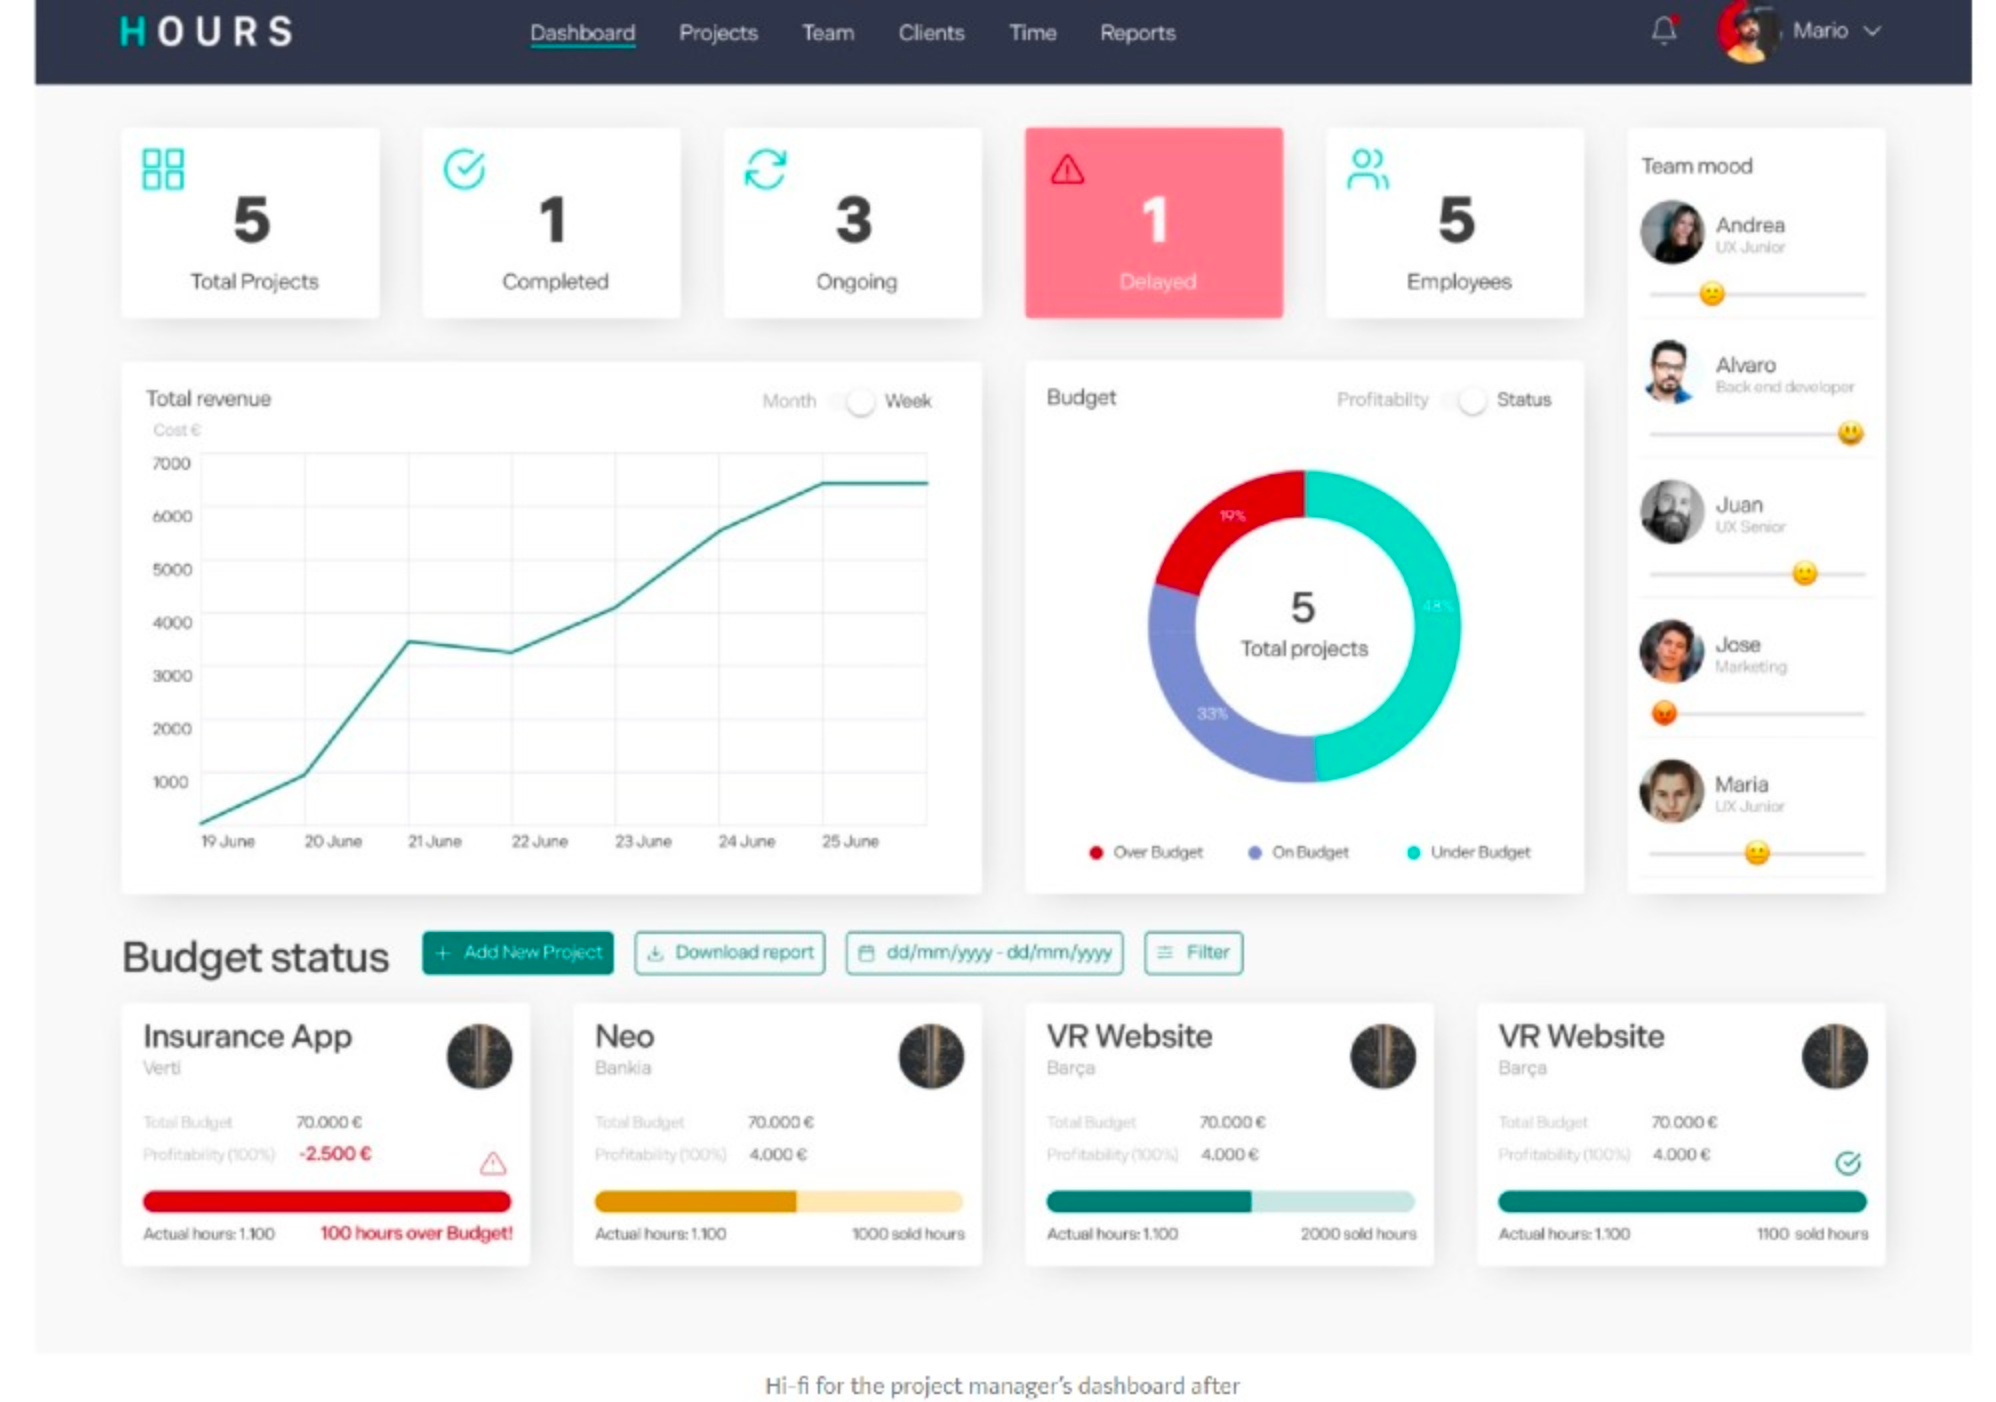 HOURS
Dashboard Projects Team Clients Time Reports
Mario
5
Total Projects
1
Completed
3
Ongoing
1
Delayed
5
Employees
Team mood
Andrea
UX Junior
Alvaro
Back end developer
Juan
UX Senior
Jose
Marketing
Maria
UX Junior
Total revenue
Month Week
Cost €
7000
6000
5000
4000
3000
2000
1000
19 June 20 June 21 June 22 June 23 June 24 June 25 June
Budget
Profitabilty Status
19%
48%
33%
5
Total projects
Over Budget On Budget Under Budget
Budget status
+ Add New Project
Download report
dd/mm/yyyy - dd/mm/yyyy
Filter
Insurance App
Verti
Total Budget 70.000 €
Profitability (100%) -2.500 €
Actual hours: 1.100 100 hours over Budget!
Neo
Bankia
Total Budget 70.000 €
Profitability (100%) 4.000 €
Actual hours: 1.100 1000 sold hours
VR Website
Barça
Total Budget 70.000 €
Profitability (100%) 4.000 €
Actual hours: 1.100 2000 sold hours
VR Website
Barça
Total Budget 70.000 €
Profitability (100%) 4.000 €
Actual hours: 1.100 1100 sold hours
Hi-fi for the project manager's dashboard after